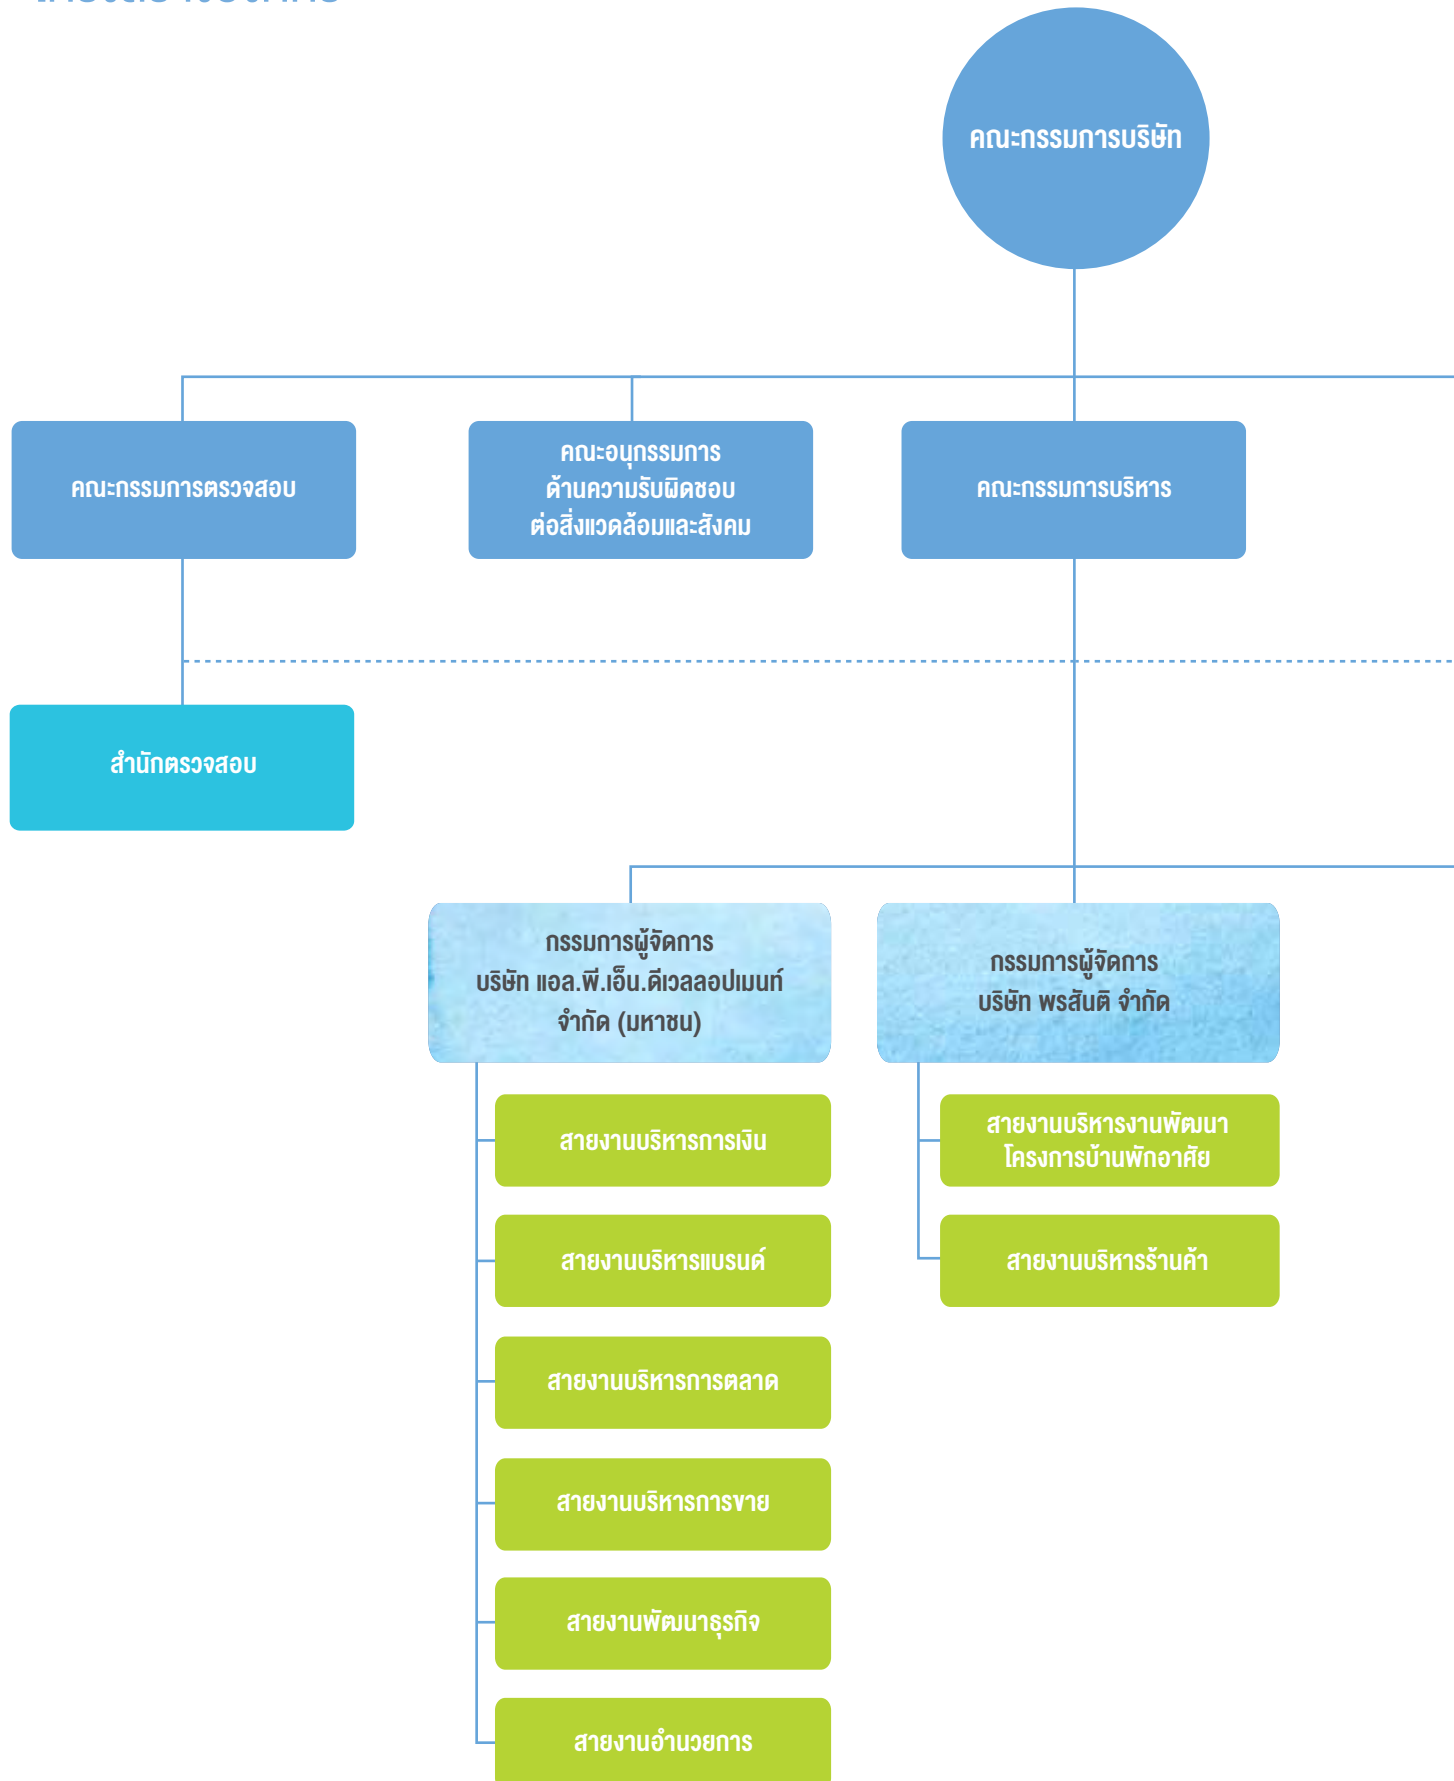 คณะกรรมการบริษัท
คณะกรรมการตรวจสอบ
คณะอนุกรรมการ
ด้านความรับผิดชอบ
ต่อสิ่งแวดล้อมและสังคม
คณะกรรมการบริหาร
สำนักตรวจสอบ
กรรมการผู้จัดการ
บริษัท แอล.พี.เอ็น.ดีเวลลอปเมนท์
จำกัด (มหาชน)
กรรมการผู้จัดการ
บริษัท พรสันติ จำกัด
สายงานบริหารการเงิน
สายงานบริหารแบรนด์
สายงานบริหารการตลาด
สายงานบริหารการขาย
สายงานพัฒนาธุรกิจ
สายงานอำนวยการ
สายงานบริหารงานพัฒนา
โครงการบ้านพักอาศัย
สายงานบริหารร้านค้า